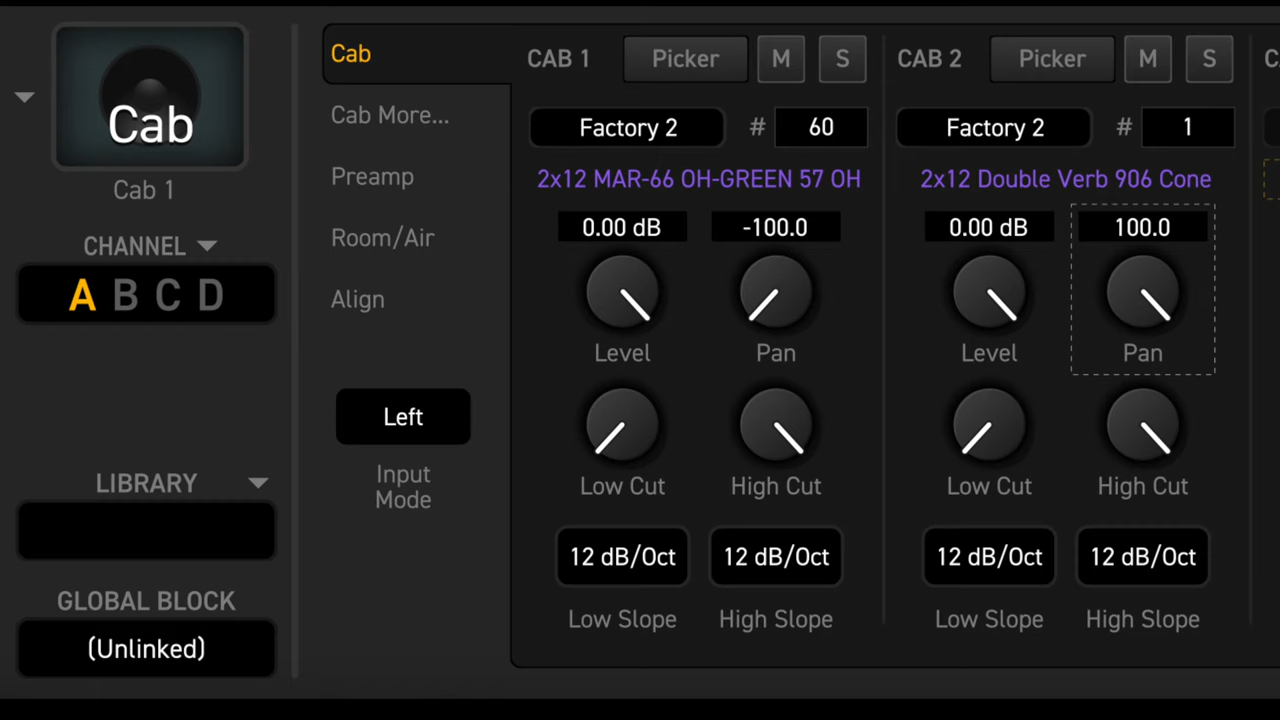 Cab
Cab 1
CHANNEL
A B C D
LIBRARY
GLOBAL BLOCK
(Unlinked)
Cab
Cab More...
Preamp
Room/Air
Align
Left
Input
Mode
CAB 1 Picker M S
Factory 2 # 60
2x12 MAR-66 OH-GREEN 57 OH
0.00 dB -100.0
Level Pan
Low Cut High Cut
12 dB/Oct 12 dB/Oct
Low Slope High Slope
CAB 2 Picker M S
Factory 2 # 1
2x12 Double Verb 906 Cone
0.00 dB 100.0
Level Pan
Low Cut High Cut
12 dB/Oct 12 dB/Oct
Low Slope High Slope